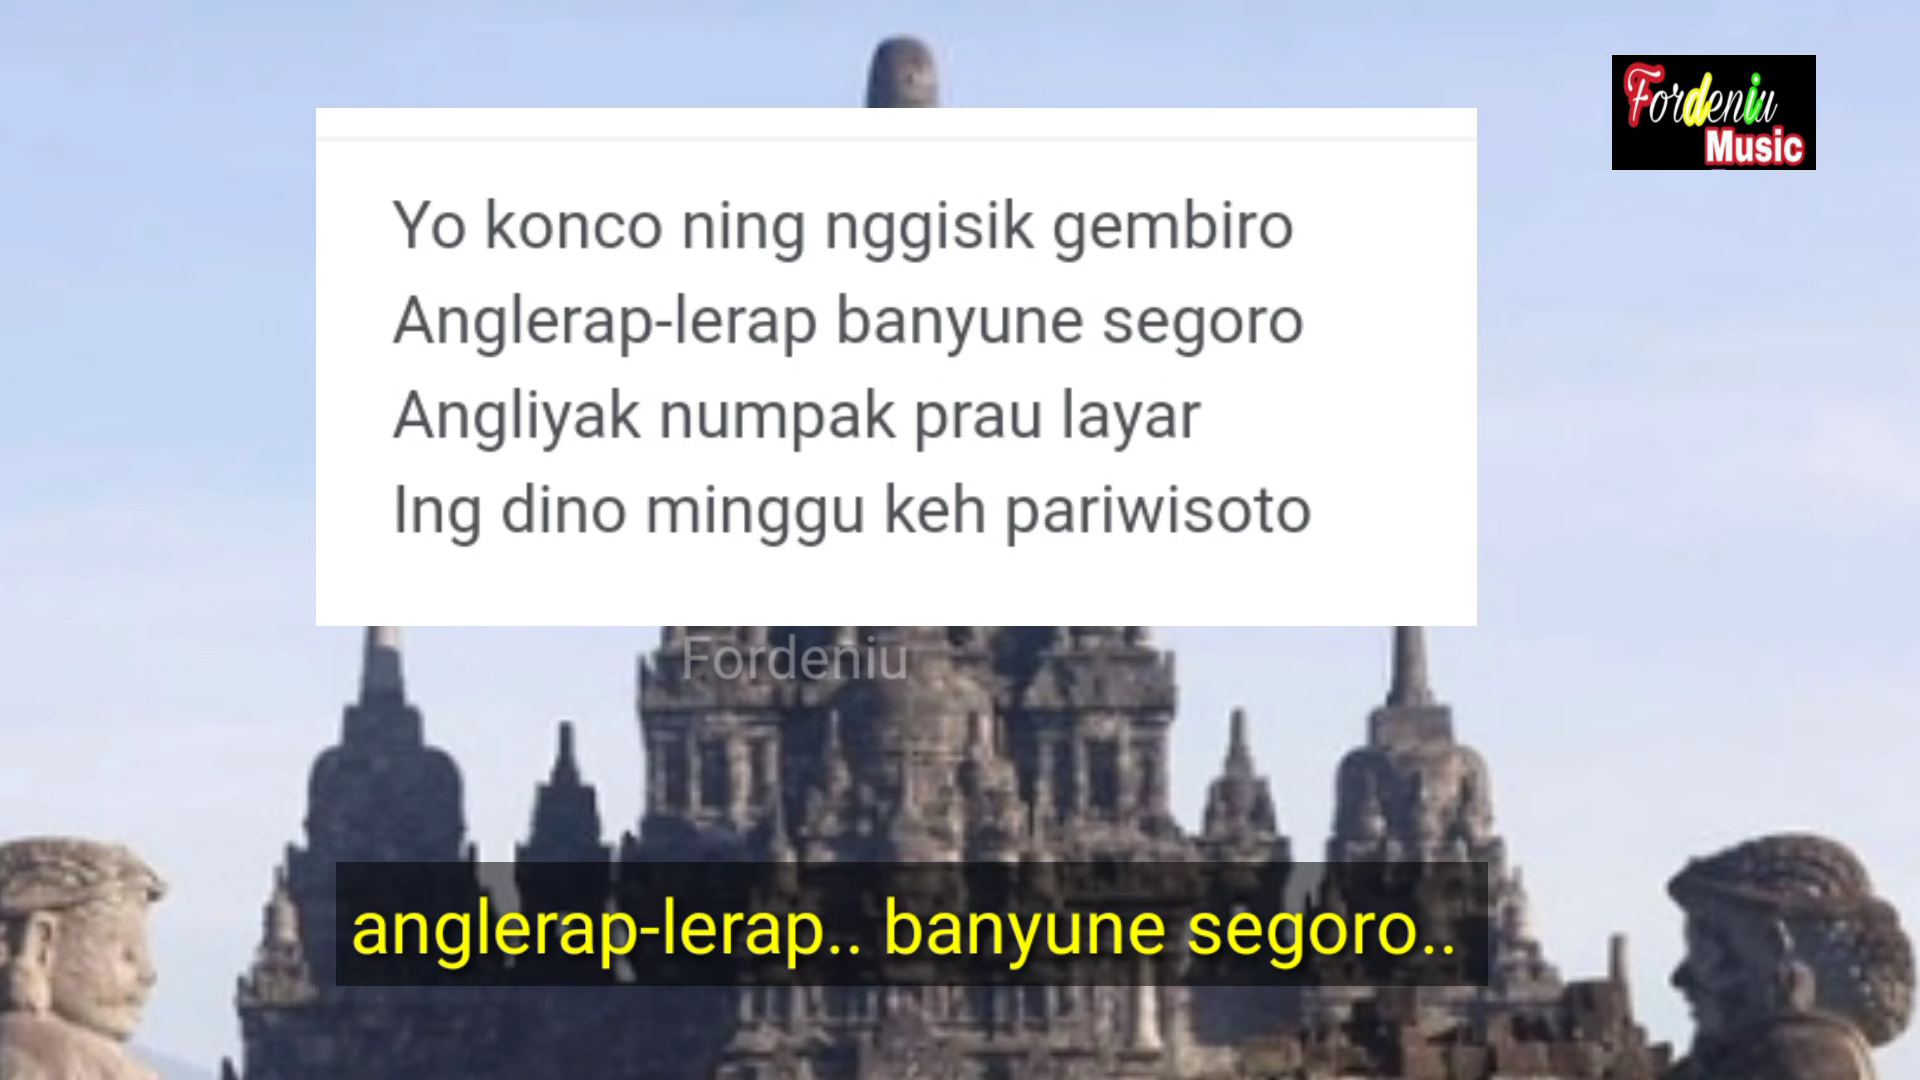 Fordeniu
Music
Yo konco ning nggisik gembiro
Anglerap-lerap banyune segoro
Angliyak numpak prau layar
Ing dino minggu keh pariwisoto
Fordeniu
anglerap-lerap.. banyune segoro..